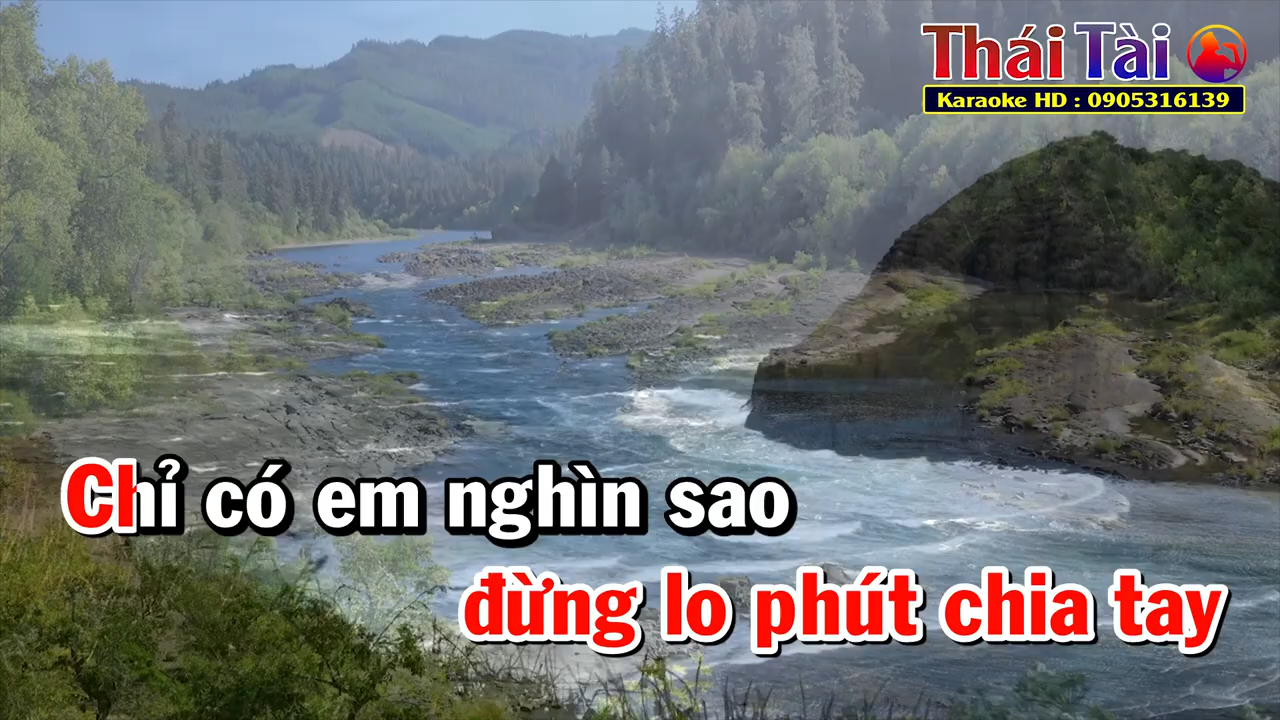 Thái Tài
Karaoke HD : 0905316139
Chỉ có em nghìn sao
đừng lo phút chia tay